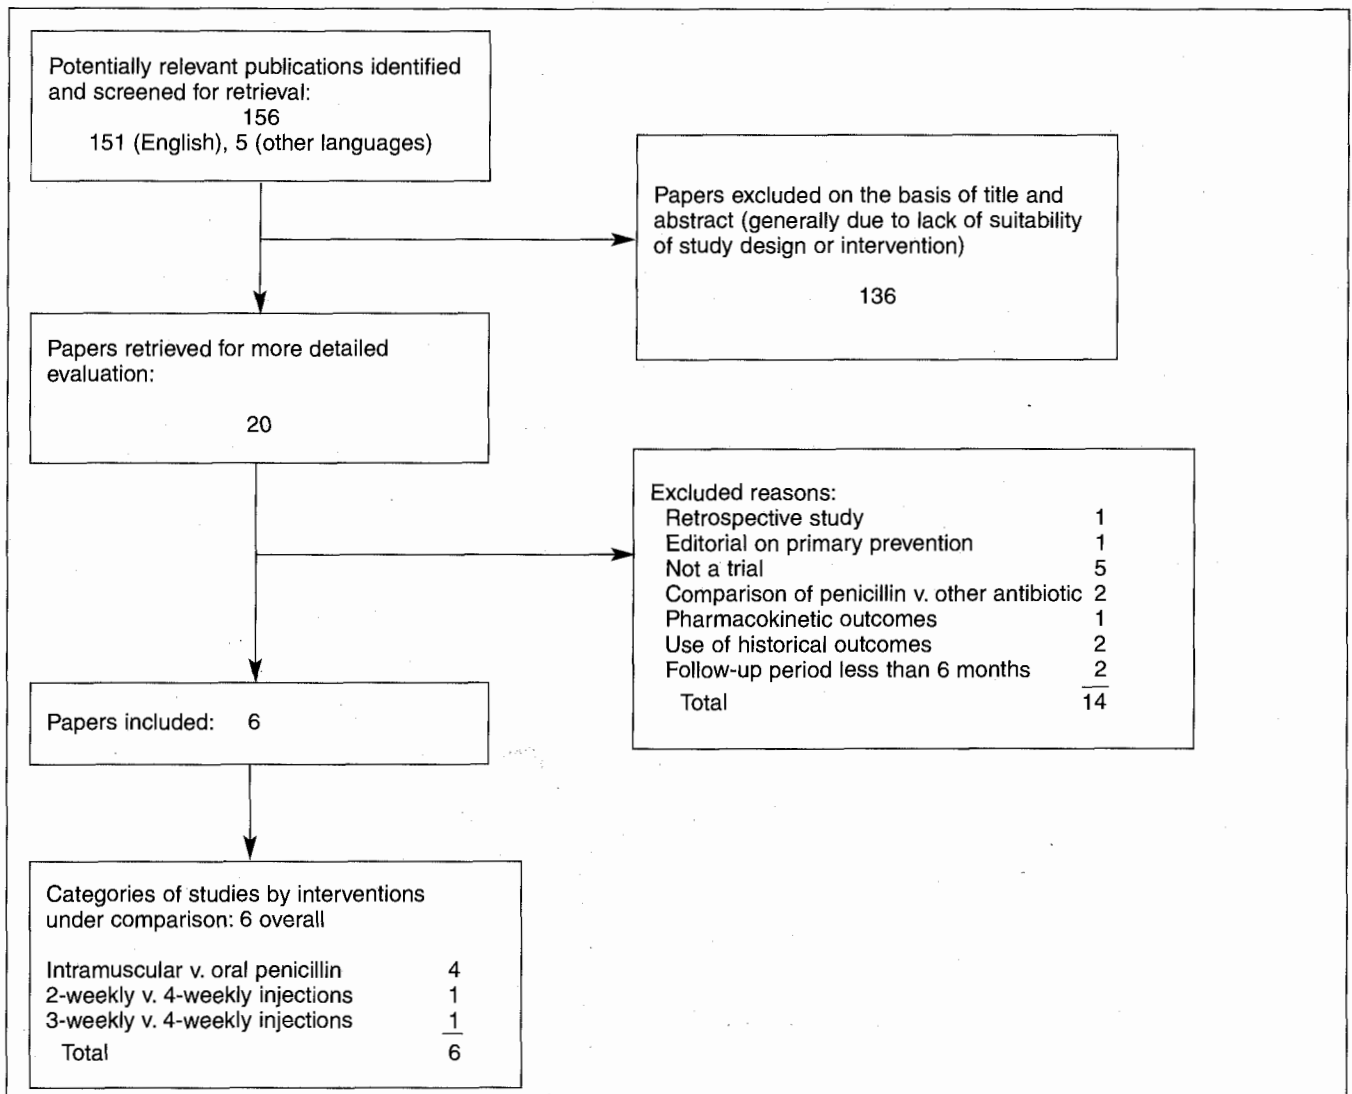 Potentially relevant publications identified
and screened for retrieval:
156
151 (English), 5 (other languages)
Papers excluded on the basis of title and
abstract (generally due to lack of suitability
of study design or intervention)
136
Papers retrieved for more detailed
evaluation:
20
Excluded reasons:
Retrospective study 1
Editorial on primary prevention 1
Not a trial 5
Comparison of penicillin v. other antibiotic 2
Pharmacokinetic outcomes 1
Use of historical outcomes 2
Follow-up period less than 6 months 2
Total 14
Papers included: 6
Categories of studies by interventions
under comparison: 6 overall
Intramuscular v. oral penicillin 4
2-weekly v. 4-weekly injections 1
3-weekly v. 4-weekly injections 1
Total 6